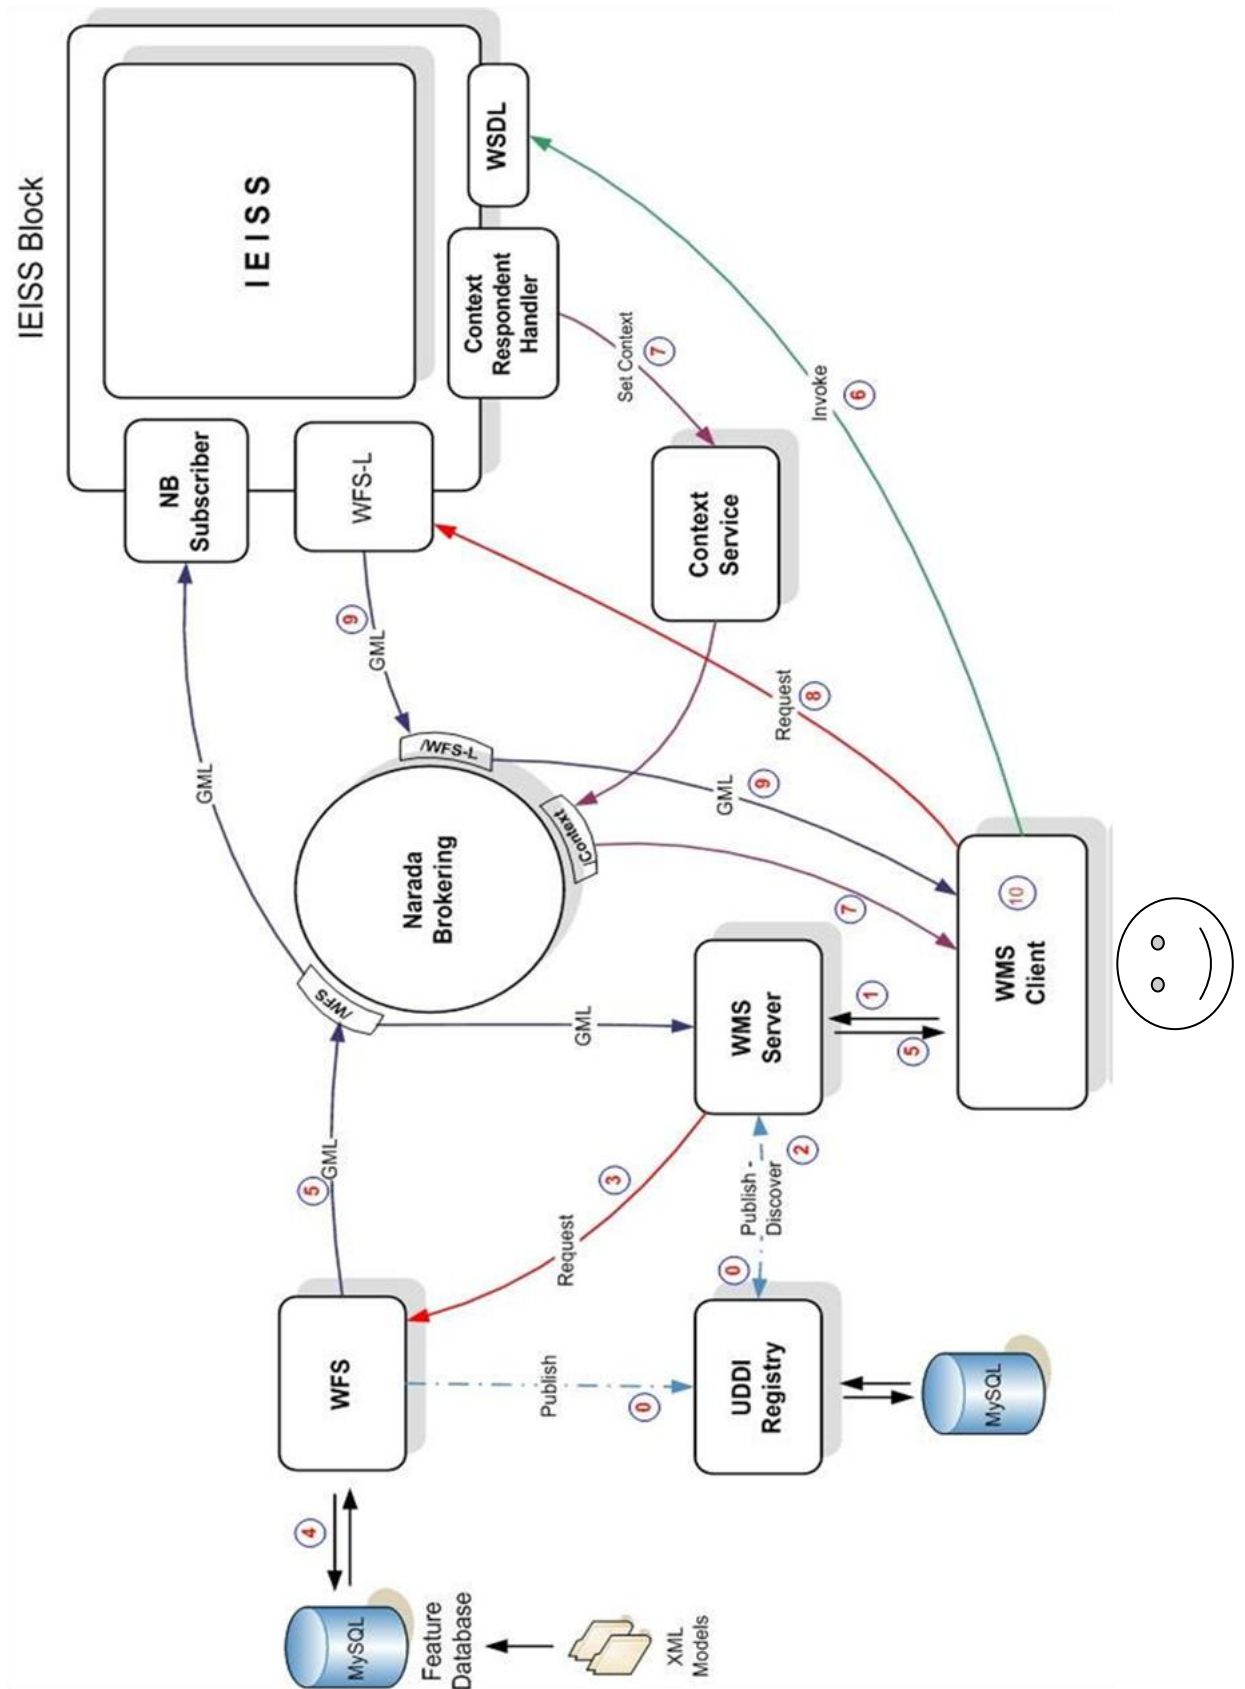 IEISS Block
IEISS
WSDL
Context
Respondent
Handler
NB
Subscriber
WFS-L
Set Context
7
Invoke
6
Context
Service
9
GML
GML
Request
8
/WFS-L
GML
9
/Context
Narada
Brokering
/WFS
7
10
WMS
Client
WMS
Server
1
5
GML
GML
5
Request
3
Publish -
Discover
2
0
WFS
Publish
0
UDDI
Registry
MySQL
4
MySQL
Feature
Database
XML
Models